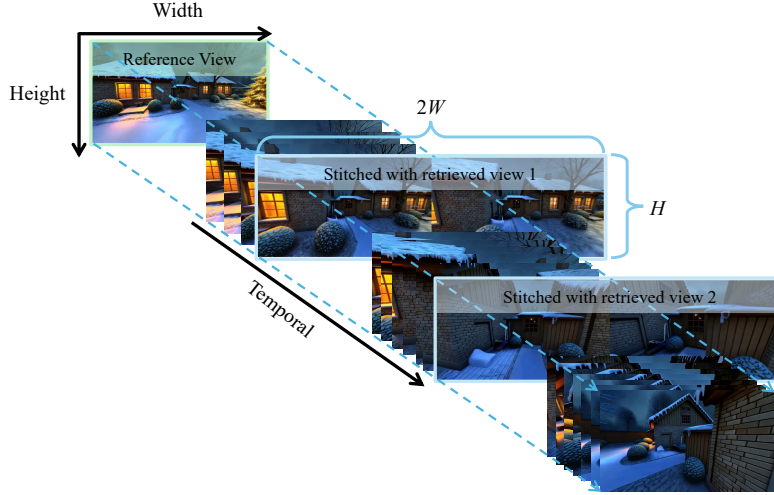 Width
Height
Reference View
2W
Stitched with retrieved view 1
H
Temporal
Stitched with retrieved view 2